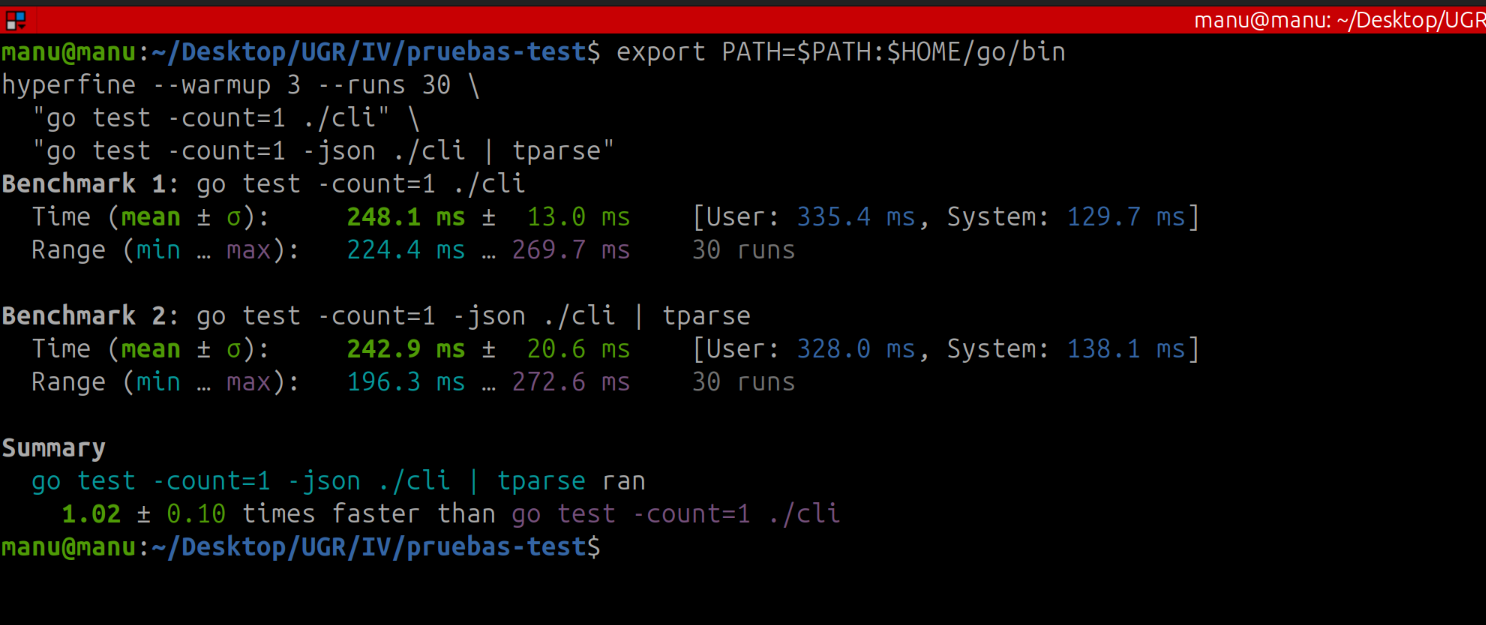 manu@manu: ~/Desktop/UGR
manu@manu:~/Desktop/UGR/IV/pruebas-test$ export PATH=$PATH:$HOME/go/bin
hyperfine --warmup 3 --runs 30 \
  "go test -count=1 ./cli" \
  "go test -count=1 -json ./cli | tparse"
Benchmark 1: go test -count=1 ./cli
  Time (mean ± σ):     248.1 ms ±  13.0 ms    [User: 335.4 ms, System: 129.7 ms]
  Range (min … max):   224.4 ms … 269.7 ms    30 runs

Benchmark 2: go test -count=1 -json ./cli | tparse
  Time (mean ± σ):     242.9 ms ±  20.6 ms    [User: 328.0 ms, System: 138.1 ms]
  Range (min … max):   196.3 ms … 272.6 ms    30 runs

Summary
  go test -count=1 -json ./cli | tparse ran
    1.02 ± 0.10 times faster than go test -count=1 ./cli
manu@manu:~/Desktop/UGR/IV/pruebas-test$